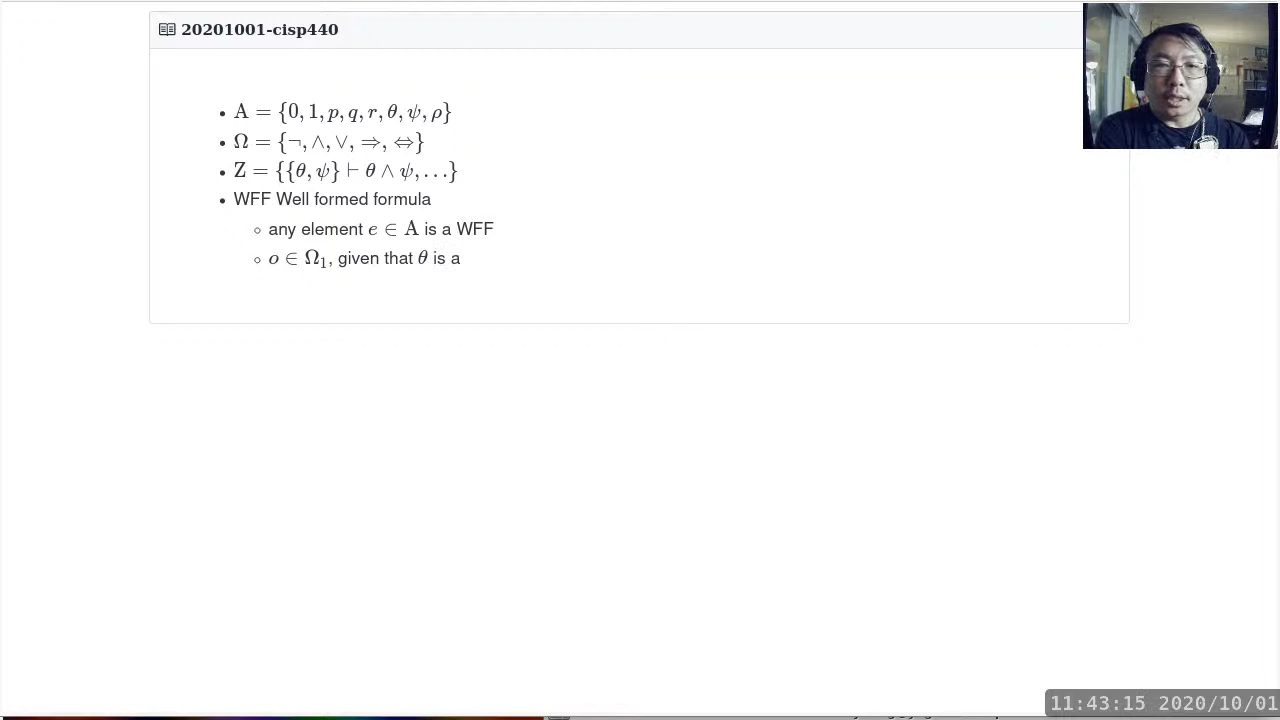 20201001-cisp440
• A = {0, 1, p, q, r, θ, ψ, ρ}
• Ω = {¬, ∧, ∨, ⇒, ⇔}
• Z = {{θ, ψ} ⊢ θ ∧ ψ, …}
• WFF Well formed formula
◦ any element e ∈ A is a WFF
◦ o ∈ Ω₁, given that θ is a
11:43:15 2020/10/01